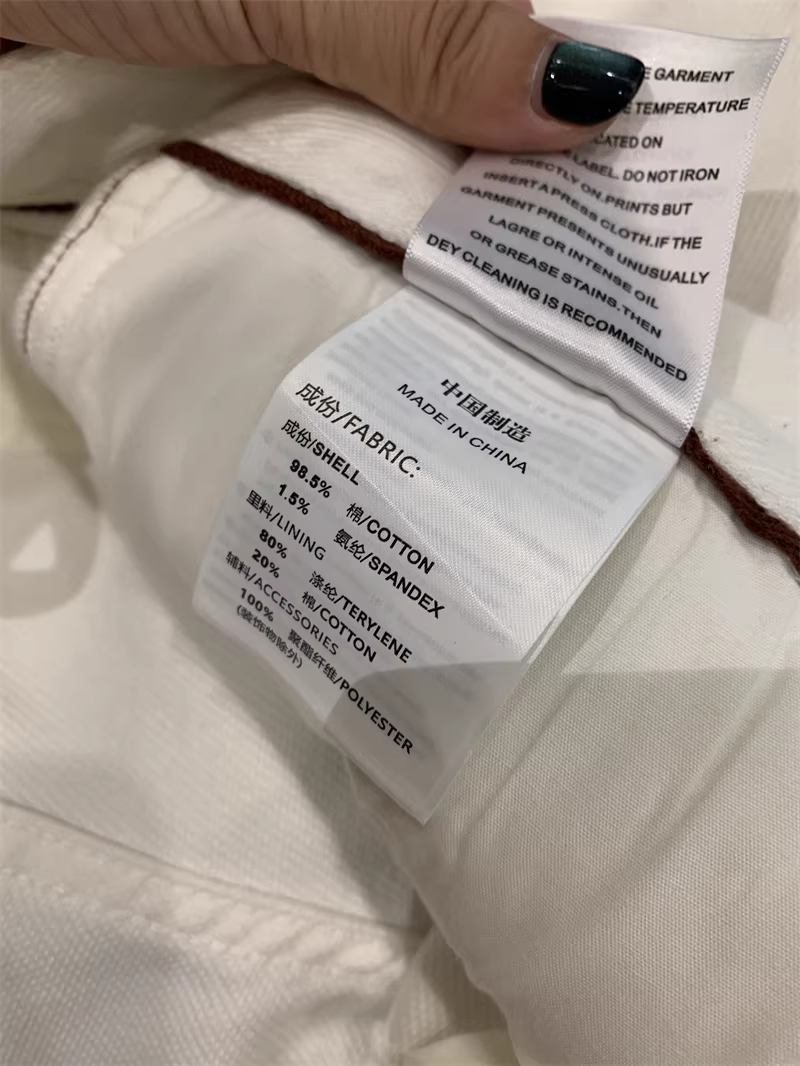 E GARMENT
E TEMPERATURE
CATED ON
LABEL. DO NOT IRON
DIRECTLY ON.PRINTS BUT
INSERT A PRESS CLOTH.IF THE
GARMENT PRESENTS UNUSUALLY
LAGRE OR INTENSE OIL
OR GREASE STAINS.THEN
DEY CLEANING IS RECOMMENDED
中国制造
MADE IN CHINA
成份/FABRIC:
成份/SHELL
98.5% 棉/COTTON
1.5% 氨纶/SPANDEX
里料/LINING
80% 涤纶/TERYLENE
20% 棉/COTTON
辅料/ACCESSORIES
100% 聚酯纤维/POLYESTER
(装饰物除外)